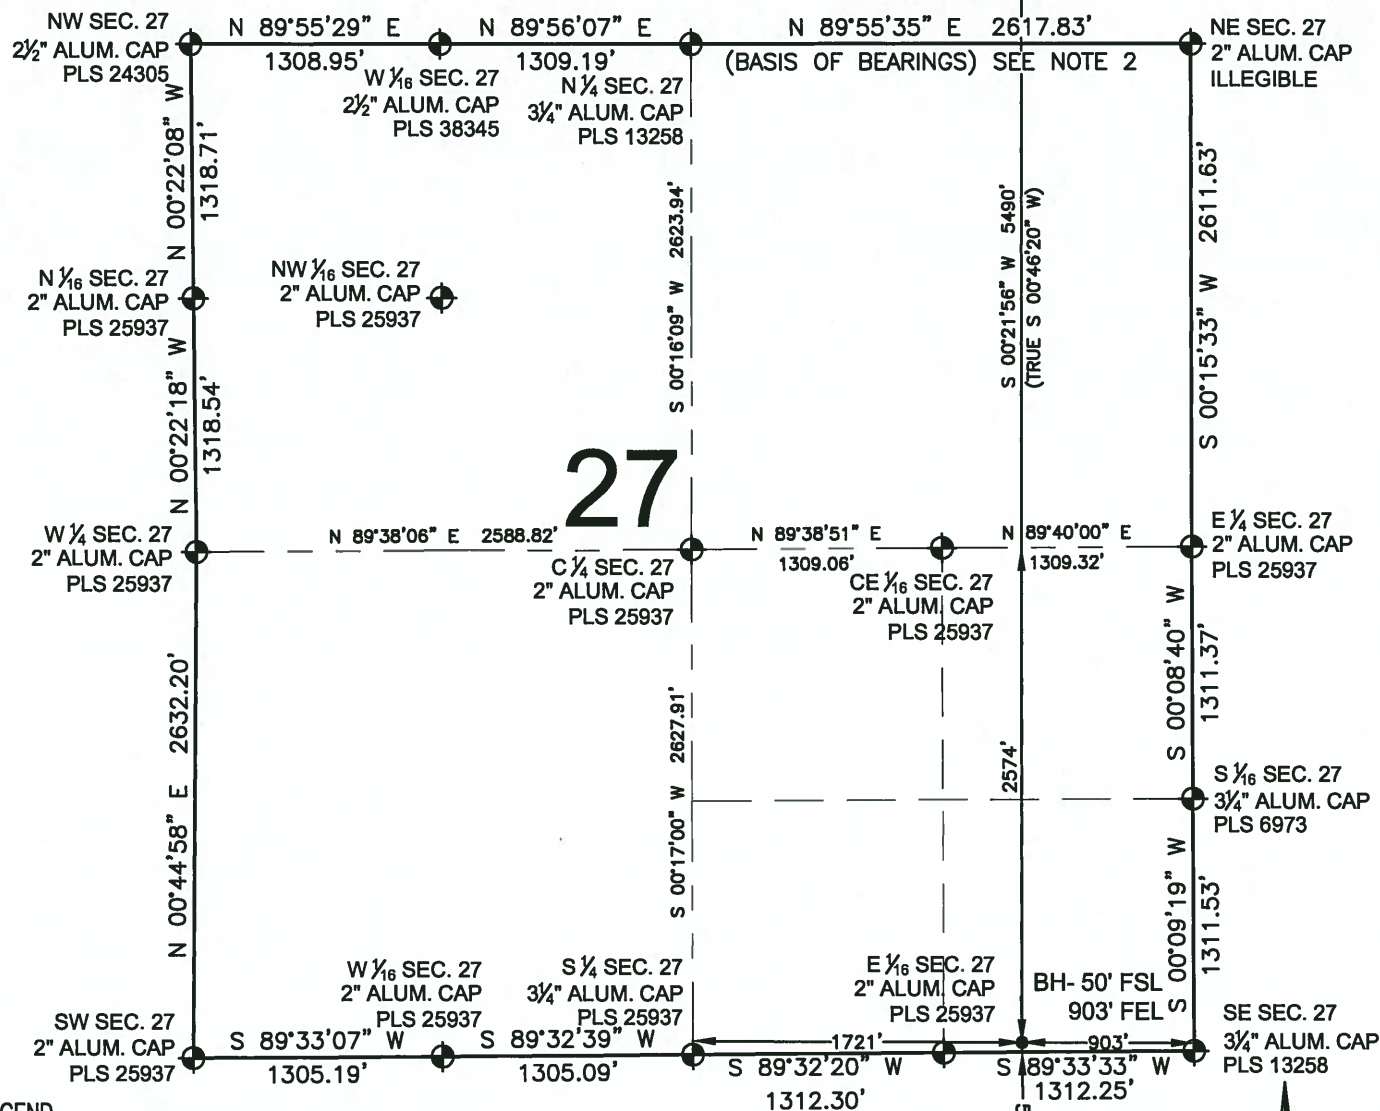 NW SEC. 27
2½" ALUM. CAP
PLS 24305
N 89°55'29" E
1308.95'
W 1/16 SEC. 27
2½" ALUM. CAP
PLS 38345
N 89°56'07" E
1309.19'
N ¼ SEC. 27
3¼" ALUM. CAP
PLS 13258
N 89°55'35" E 2617.83'
(BASIS OF BEARINGS) SEE NOTE 2
NE SEC. 27
2" ALUM. CAP
ILLEGIBLE
N 00°22'08" W
1318.71'
N 1/16 SEC. 27
2" ALUM. CAP
PLS 25937
NW 1/16 SEC. 27
2" ALUM. CAP
PLS 25937
S 00°16'09" W 2623.94'
S 00°21'56" W 5490'
(TRUE S 00°46'20" W)
S 00°15'33" W 2611.63'
N 00°22'18" W
1318.54'
27
W ¼ SEC. 27
2" ALUM. CAP
PLS 25937
N 89°38'06" E 2588.82'
C ¼ SEC. 27
2" ALUM. CAP
PLS 25937
N 89°38'51" E
1309.06'
CE 1/16 SEC. 27
2" ALUM. CAP
PLS 25937
N 89°40'00" E
1309.32'
E ¼ SEC. 27
2" ALUM. CAP
PLS 25937
N 00°44'58" E 2632.20'
S 00°17'00" W 2627.91'
2574'
S 00°08'40" W
1311.37'
S 1/16 SEC. 27
3¼" ALUM. CAP
PLS 6973
S 00°09'19" W
1311.53'
W 1/16 SEC. 27
2" ALUM. CAP
PLS 25937
S ¼ SEC. 27
3¼" ALUM. CAP
PLS 25937
E 1/16 SEC. 27
2" ALUM. CAP
PLS 25937
BH- 50' FSL
903' FEL
SW SEC. 27
2" ALUM. CAP
PLS 25937
S 89°33'07" W
1305.19'
S 89°32'39" W
1305.09'
1721'
903'
S 89°32'20" W
1312.30'
S 89°33'33" W
1312.25'
SE SEC. 27
3¼" ALUM. CAP
PLS 13258